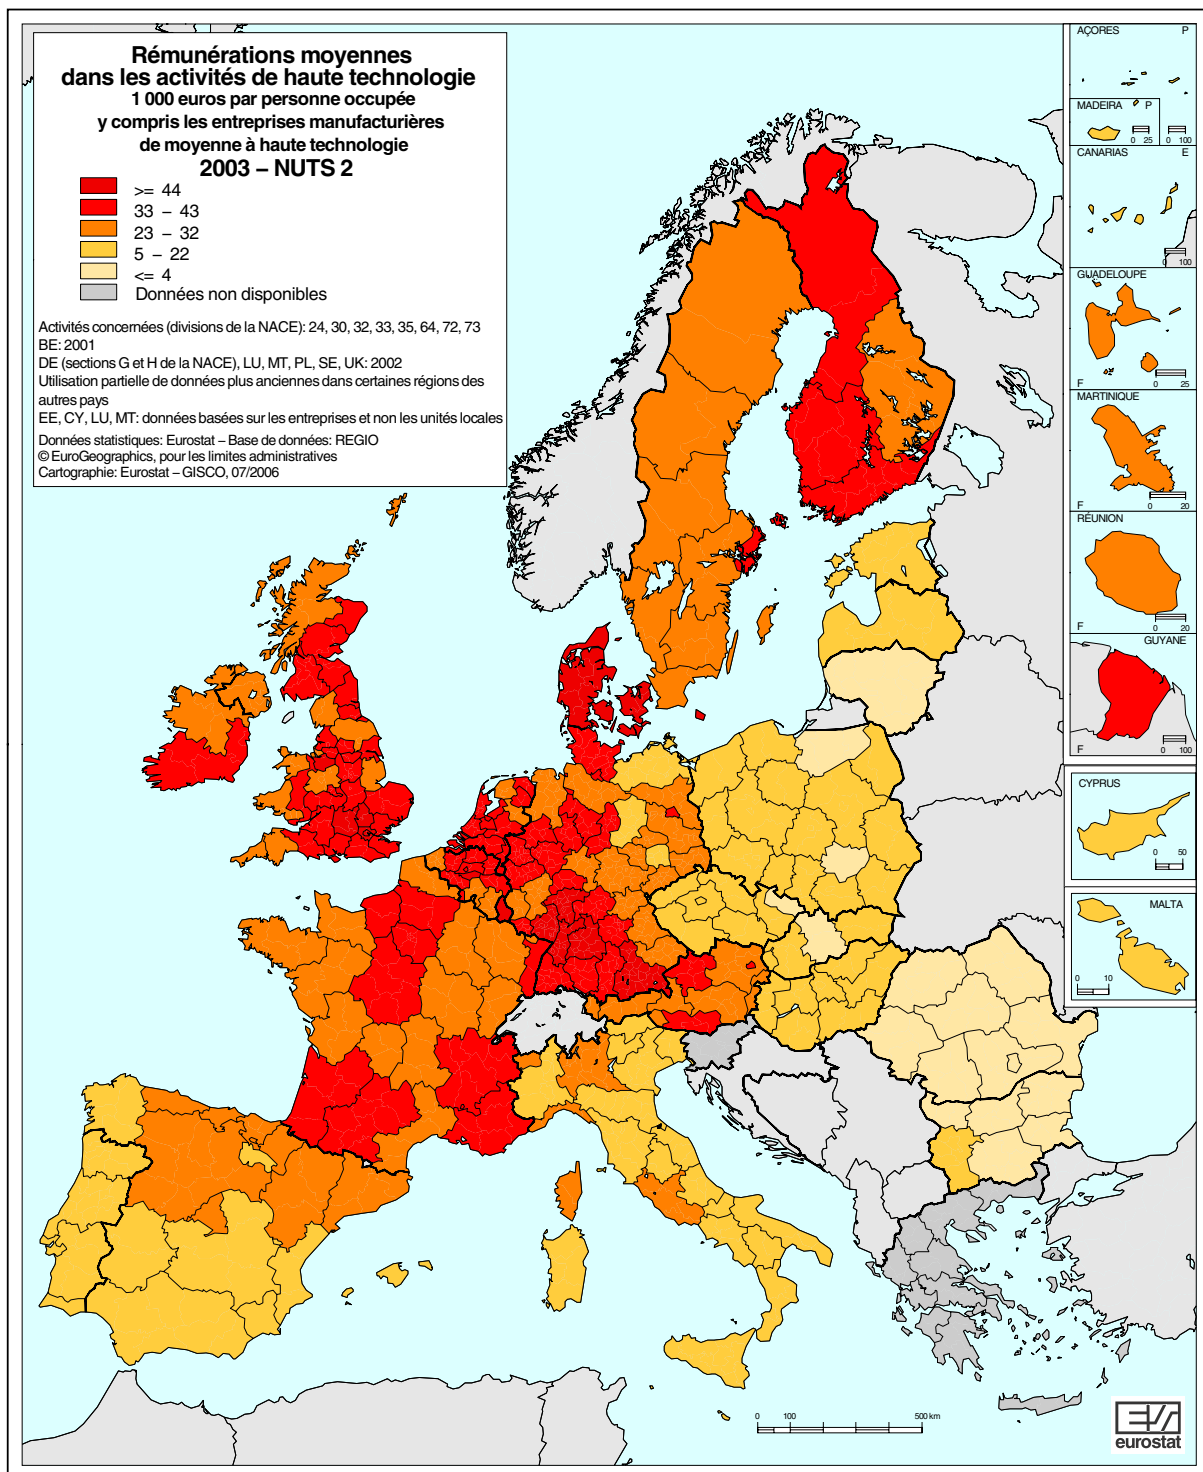 Rémunérations moyennes
dans les activités de haute technologie
1 000 euros par personne occupée
y compris les entreprises manufacturières
de moyenne à haute technologie
2003 – NUTS 2
>= 44
33 – 43
23 – 32
5 – 22
<= 4
Données non disponibles
Activités concernées (divisions de la NACE): 24, 30, 32, 33, 35, 64, 72, 73
BE: 2001
DE (sections G et H de la NACE), LU, MT, PL, SE, UK: 2002
Utilisation partielle de données plus anciennes dans certaines régions des
autres pays
EE, CY, LU, MT: données basées sur les entreprises et non les unités locales
Données statistiques: Eurostat – Base de données: REGIO
© EuroGeographics, pour les limites administratives
Cartographie: Eurostat – GISCO, 07/2006
AÇORES P
MADEIRA P
0 25 0 100
CANARIAS E
0 100
GUADELOUPE
F 0 25
MARTINIQUE
F 0 20
RÉUNION
F 0 20
GUYANE
F 0 100
CYPRUS
0 50
MALTA
0 10
0 100 500 km
eurostat